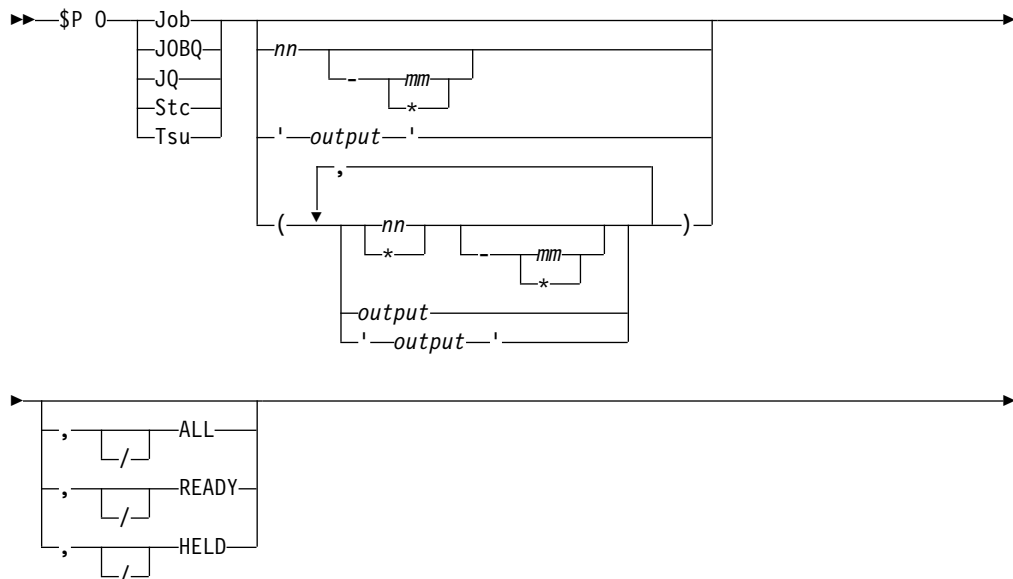 $P O Job
JOBQ nn
JQ - mm
Stc *
Tsu ' output '
,
( nn )
* - mm
*
output
' output '
, ALL
/
, READY
/
, HELD
/